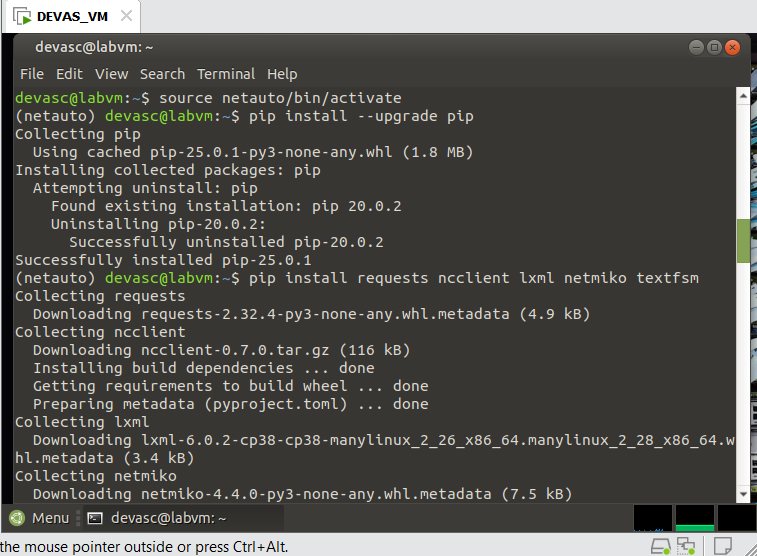 DEVAS_VM
devasc@labvm: ~
File Edit View Search Terminal Help
devasc@labvm:~$ source netauto/bin/activate
(netauto) devasc@labvm:~$ pip install --upgrade pip
Collecting pip
  Using cached pip-25.0.1-py3-none-any.whl (1.8 MB)
Installing collected packages: pip
  Attempting uninstall: pip
    Found existing installation: pip 20.0.2
    Uninstalling pip-20.0.2:
      Successfully uninstalled pip-20.0.2
Successfully installed pip-25.0.1
(netauto) devasc@labvm:~$ pip install requests ncclient lxml netmiko textfsm
Collecting requests
  Downloading requests-2.32.4-py3-none-any.whl.metadata (4.9 kB)
Collecting ncclient
  Downloading ncclient-0.7.0.tar.gz (116 kB)
  Installing build dependencies ... done
  Getting requirements to build wheel ... done
  Preparing metadata (pyproject.toml) ... done
Collecting lxml
  Downloading lxml-6.0.2-cp38-cp38-manylinux_2_26_x86_64.manylinux_2_28_x86_64.w
hl.metadata (3.4 kB)
Collecting netmiko
  Downloading netmiko-4.4.0-py3-none-any.whl.metadata (7.5 kB)
Menu devasc@labvm: ~
the mouse pointer outside or press Ctrl+Alt.